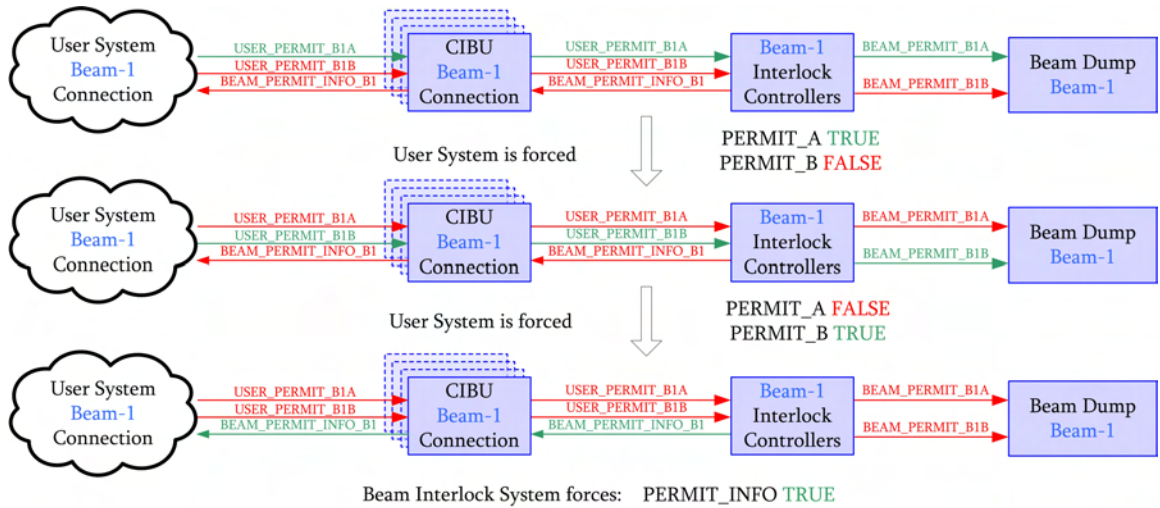 User System
Beam-1
Connection
USER_PERMIT_B1A
USER_PERMIT_B1B
BEAM_PERMIT_INFO_B1
CIBU
Beam-1
Connection
USER_PERMIT_B1A
USER_PERMIT_B1B
BEAM_PERMIT_INFO_B1
Beam-1
Interlock
Controllers
BEAM_PERMIT_B1A
BEAM_PERMIT_B1B
Beam Dump
Beam-1
User System is forced
PERMIT_A TRUE
PERMIT_B FALSE
User System
Beam-1
Connection
USER_PERMIT_B1A
USER_PERMIT_B1B
BEAM_PERMIT_INFO_B1
CIBU
Beam-1
Connection
USER_PERMIT_B1A
USER_PERMIT_B1B
BEAM_PERMIT_INFO_B1
Beam-1
Interlock
Controllers
BEAM_PERMIT_B1A
BEAM_PERMIT_B1B
Beam Dump
Beam-1
User System is forced
PERMIT_A FALSE
PERMIT_B TRUE
User System
Beam-1
Connection
USER_PERMIT_B1A
USER_PERMIT_B1B
BEAM_PERMIT_INFO_B1
CIBU
Beam-1
Connection
USER_PERMIT_B1A
USER_PERMIT_B1B
BEAM_PERMIT_INFO_B1
Beam-1
Interlock
Controllers
BEAM_PERMIT_B1A
BEAM_PERMIT_B1B
Beam Dump
Beam-1
Beam Interlock System forces: PERMIT_INFO TRUE